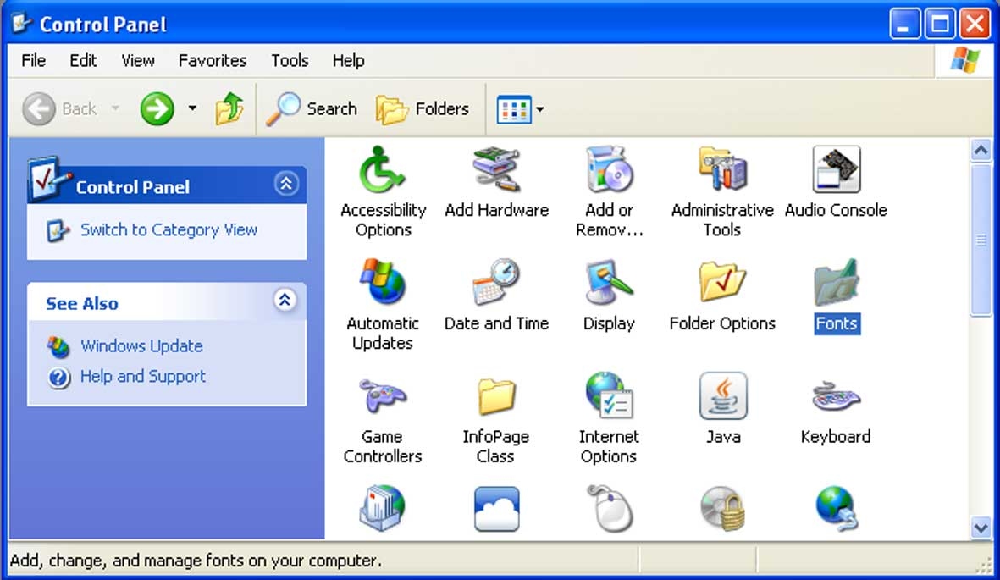 Control Panel
File Edit View Favorites Tools Help
Back Search Folders
Control Panel
Switch to Category View
See Also
Windows Update
Help and Support
Accessibility
Options
Add Hardware
Add or
Remov...
Administrative
Tools
Audio Console
Automatic
Updates
Date and Time
Display
Folder Options
Fonts
Game
Controllers
InfoPage
Class
Internet
Options
Java
Keyboard
Add, change, and manage fonts on your computer.